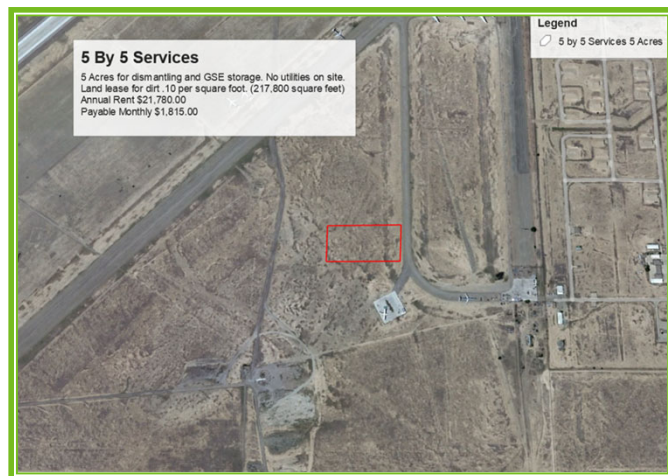 5 By 5 Services
5 Acres for dismantling and GSE storage. No utilities on site.
Land lease for dirt .10 per square foot. (217,800 square feet)
Annual Rent $21,780.00
Payable Monthly $1,815.00
Legend
5 by 5 Services 5 Acres